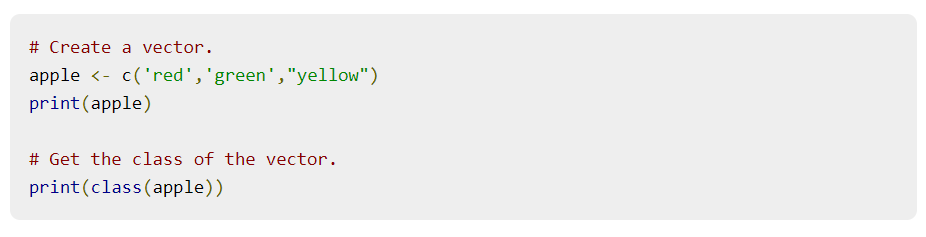 # Create a vector.
apple <- c('red','green',"yellow")
print(apple)
# Get the class of the vector.
print(class(apple))